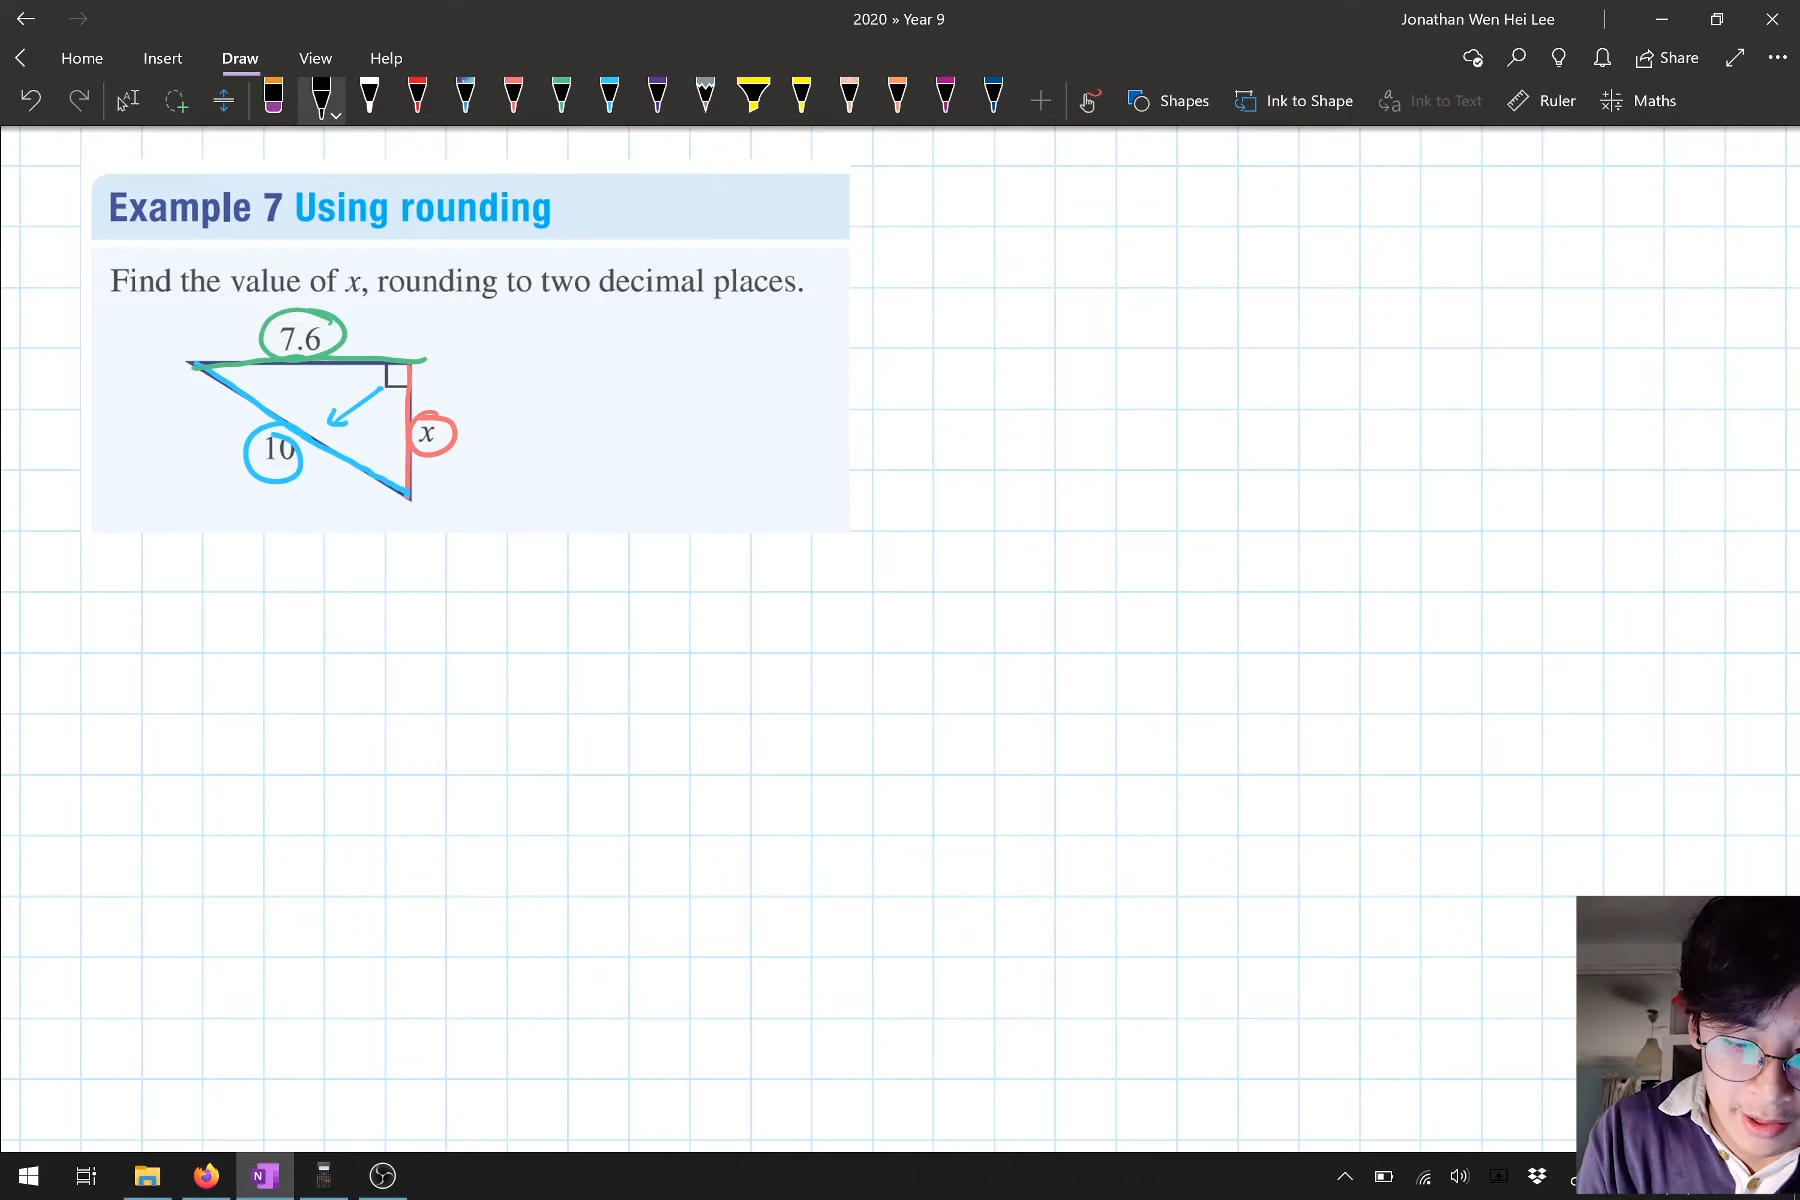 2020 » Year 9
Jonathan Wen Hei Lee
Home Insert Draw View Help
Share
Shapes Ink to Shape Ink to Text Ruler Maths
Example 7 Using rounding
Find the value of x, rounding to two decimal places.
7.6
x
10